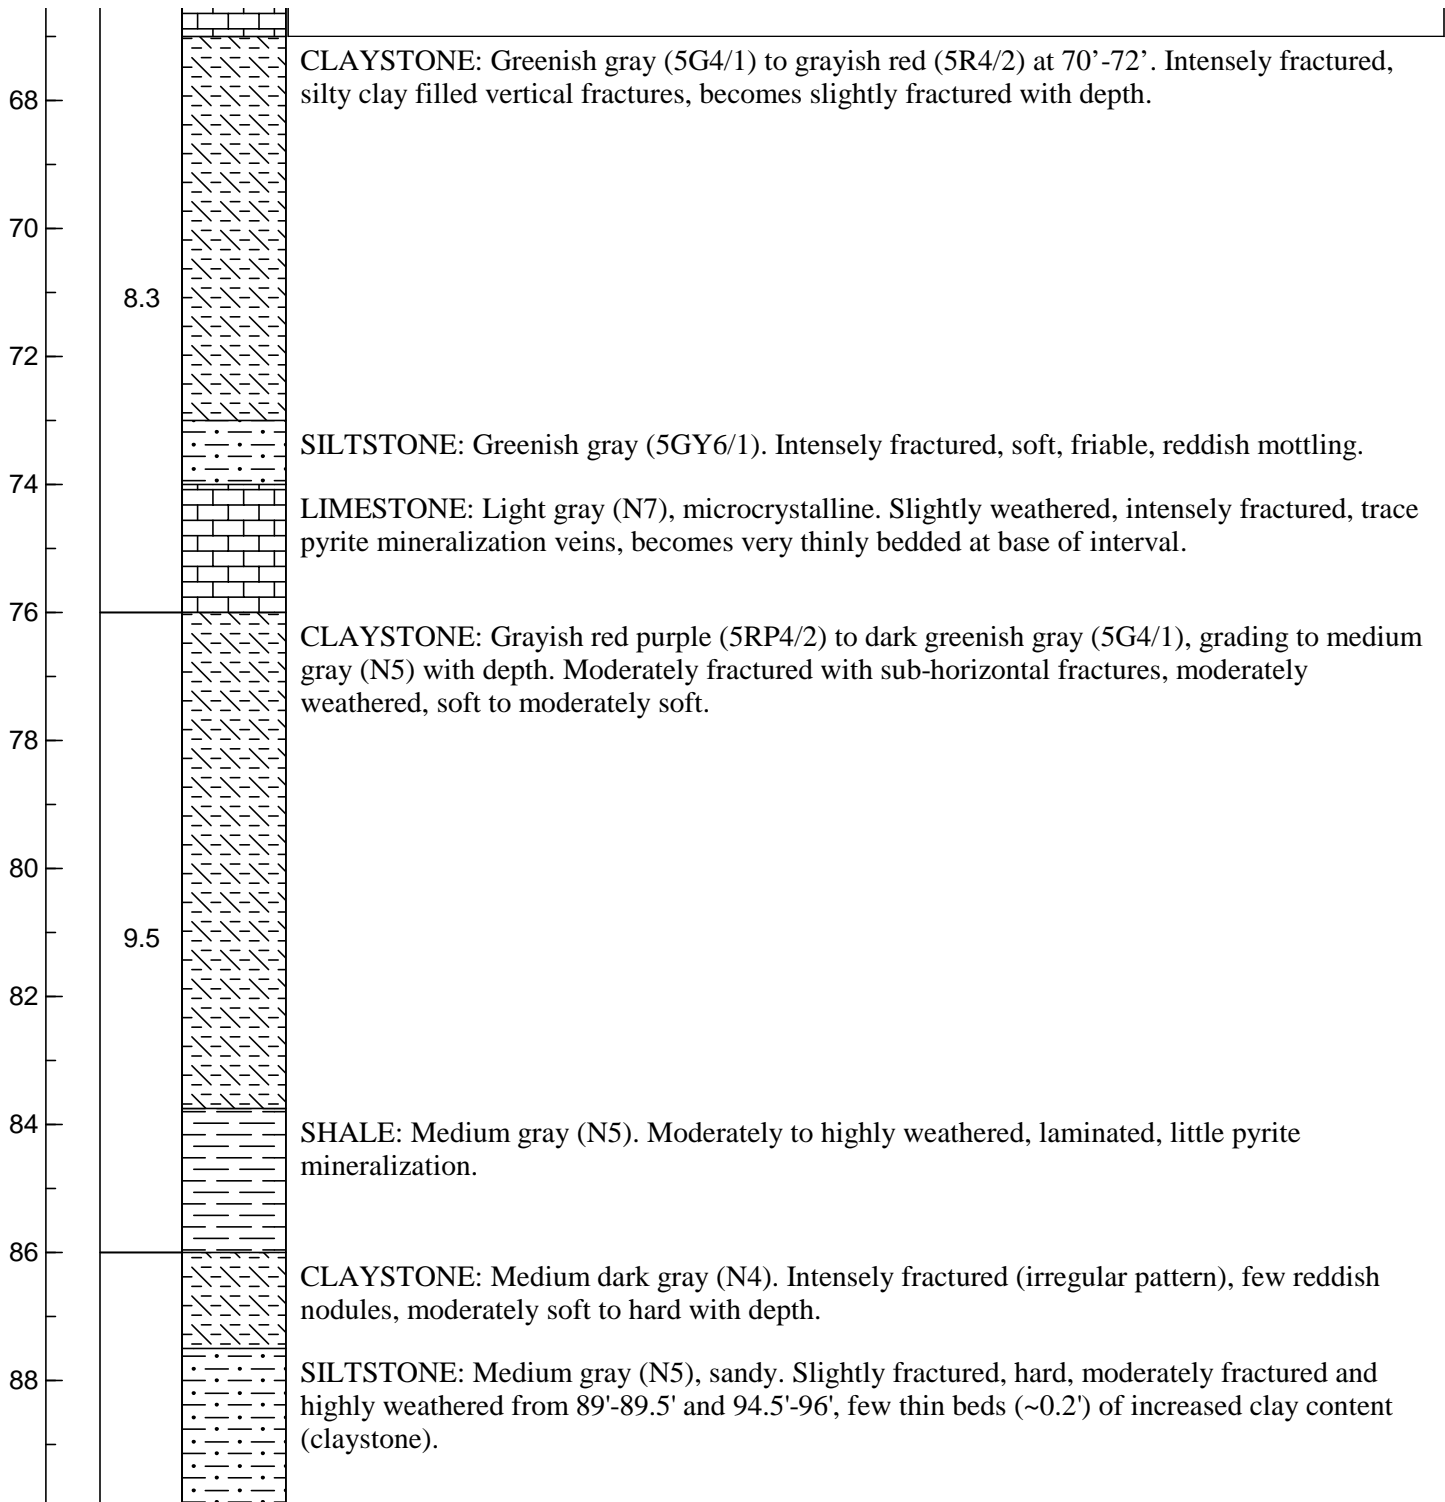 CLAYSTONE: Greenish gray (5G4/1) to grayish red (5R4/2) at 70’-72’. Intensely fractured,
silty clay filled vertical fractures, becomes slightly fractured with depth.
68
70
8.3
72
SILTSTONE: Greenish gray (5GY6/1). Intensely fractured, soft, friable, reddish mottling.
74
LIMESTONE: Light gray (N7), microcrystalline. Slightly weathered, intensely fractured, trace
pyrite mineralization veins, becomes very thinly bedded at base of interval.
76
CLAYSTONE: Grayish red purple (5RP4/2) to dark greenish gray (5G4/1), grading to medium
gray (N5) with depth. Moderately fractured with sub-horizontal fractures, moderately
weathered, soft to moderately soft.
78
80
9.5
82
84
SHALE: Medium gray (N5). Moderately to highly weathered, laminated, little pyrite
mineralization.
86
CLAYSTONE: Medium dark gray (N4). Intensely fractured (irregular pattern), few reddish
nodules, moderately soft to hard with depth.
88
SILTSTONE: Medium gray (N5), sandy. Slightly fractured, hard, moderately fractured and
highly weathered from 89'-89.5' and 94.5'-96', few thin beds (~0.2') of increased clay content
(claystone).